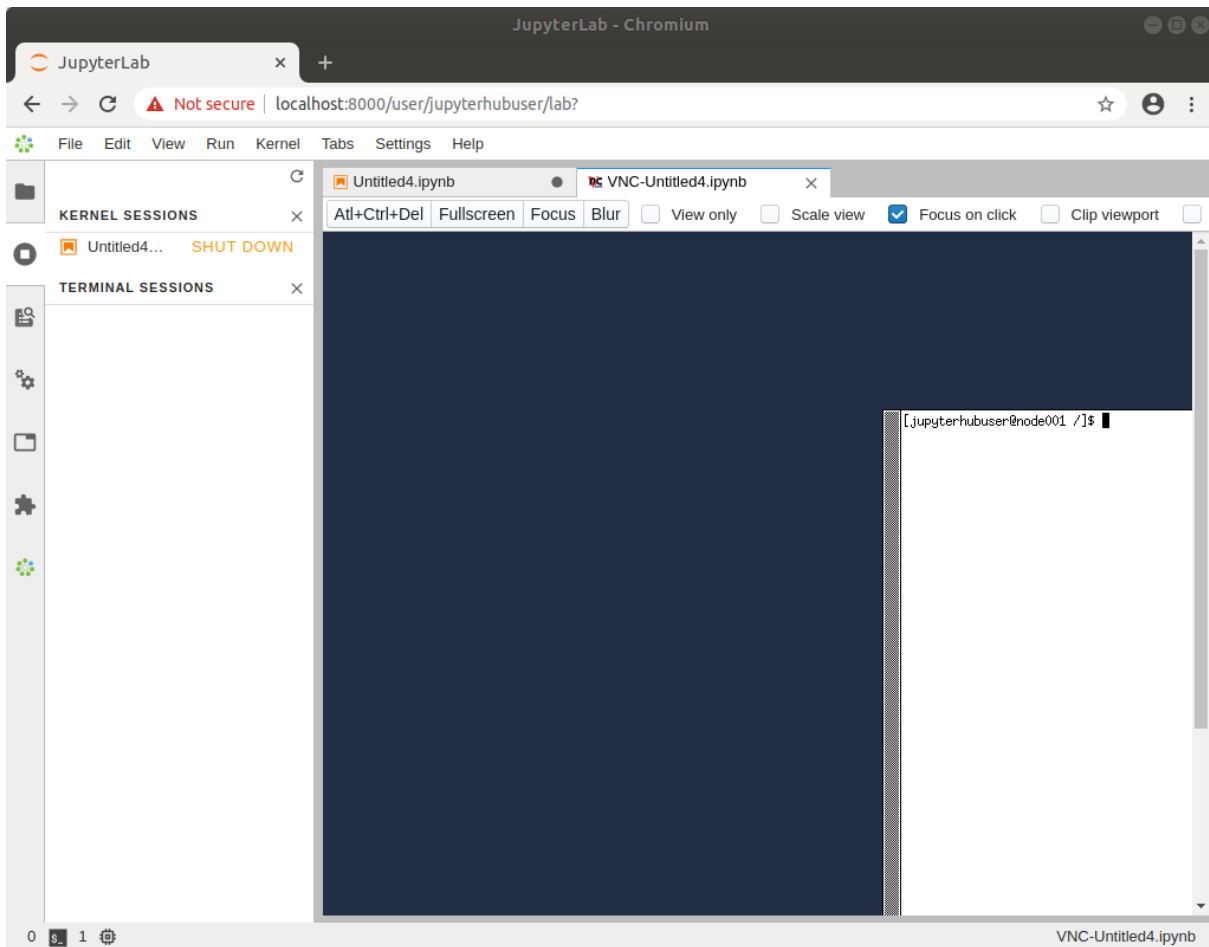 JupyterLab - Chromium
JupyterLab
Not secure localhost:8000/user/jupyterhubuser/lab?
File Edit View Run Kernel Tabs Settings Help
Untitled4.ipynb VNC-Untitled4.ipynb
Atl+Ctrl+Del Fullscreen Focus Blur View only Scale view Focus on click Clip viewport
KERNEL SESSIONS
Untitled4... SHUT DOWN
TERMINAL SESSIONS
[jupyterhubuser@node001 /]$
0 $_ 1 VNC-Untitled4.ipynb